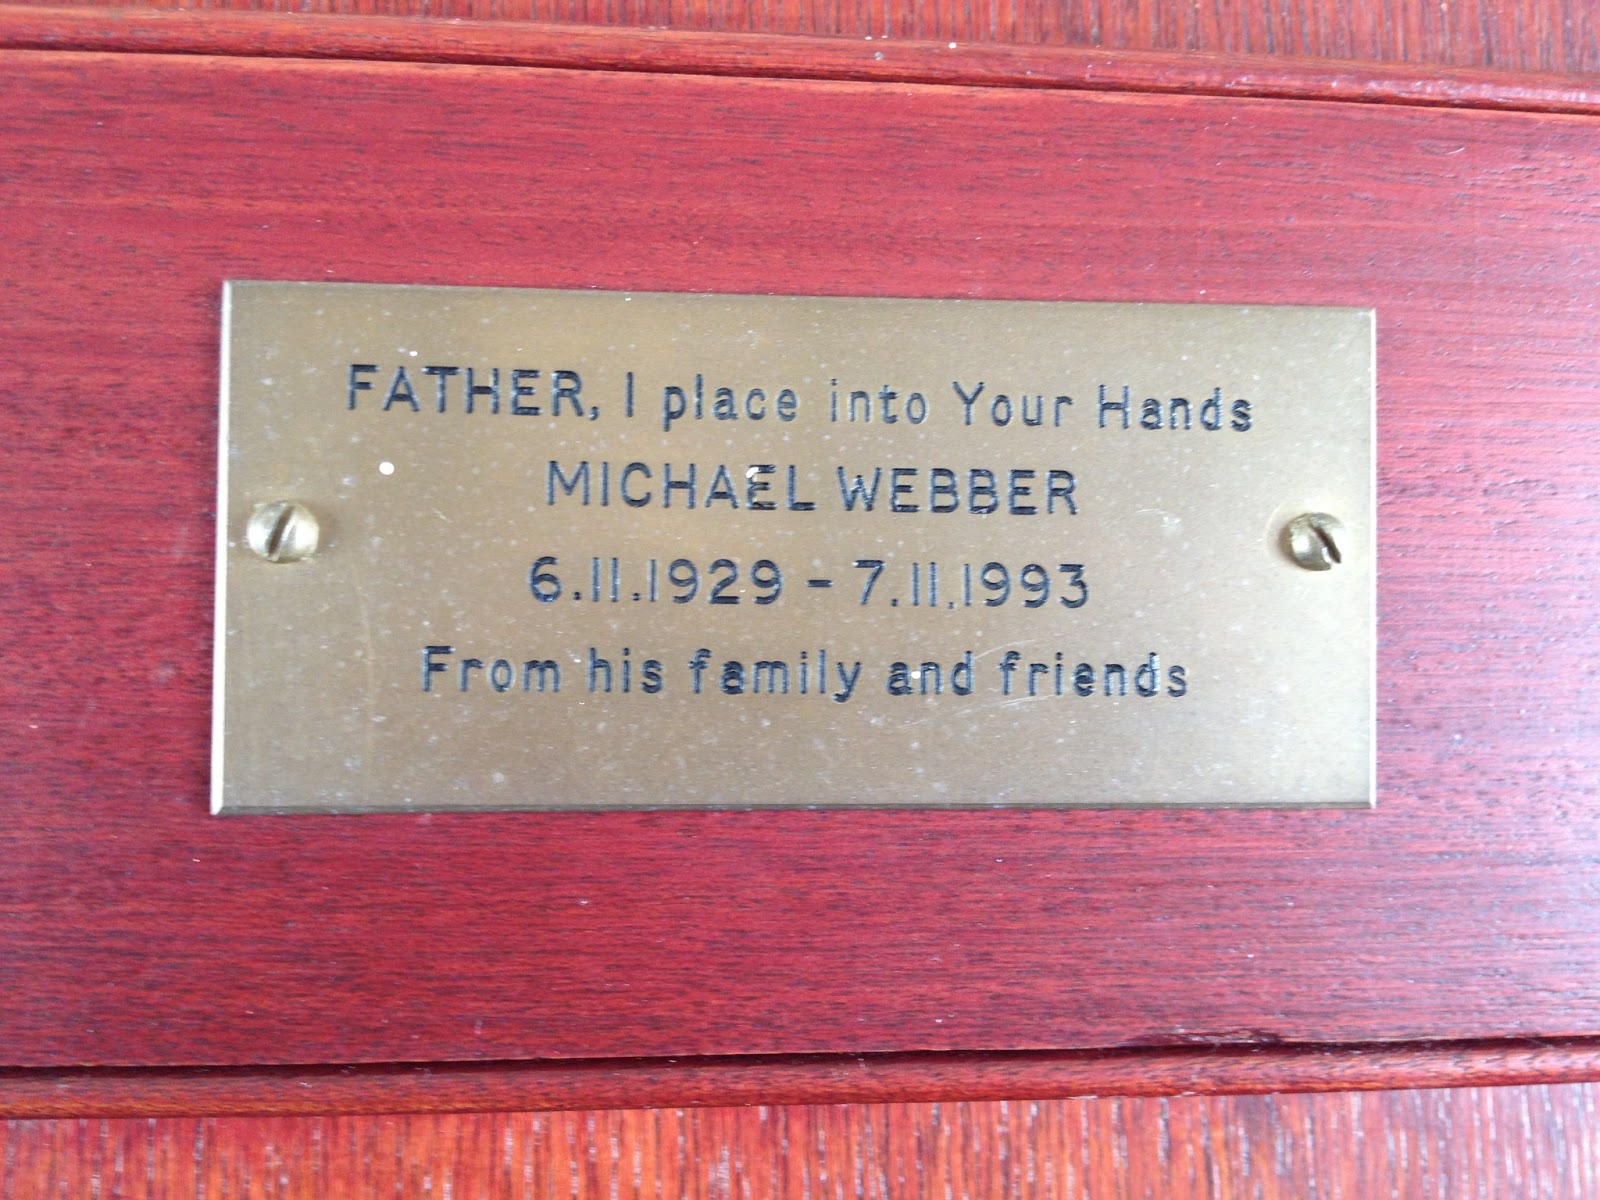 FATHER, I place into Your Hands
MICHAEL WEBBER
6.11.1929 - 7.11.1993
From his family and friends